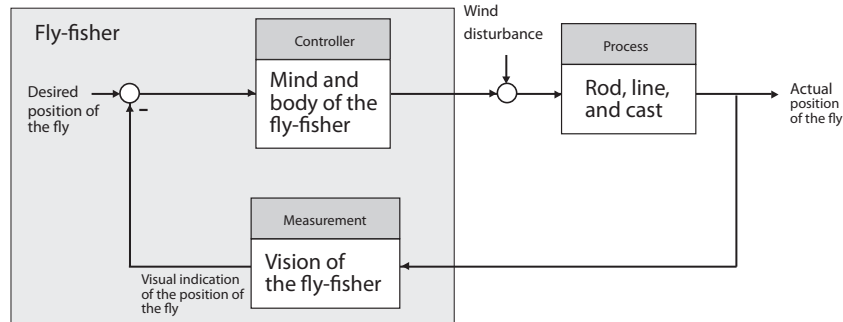 Fly-fisher
Controller
Mind and
body of the
fly-fisher
Wind
disturbance
Process
Rod, line,
and cast
Desired
position of
the fly
–
Actual
position
of the fly
Measurement
Vision of
the fly-fisher
Visual indication
of the position of
the fly